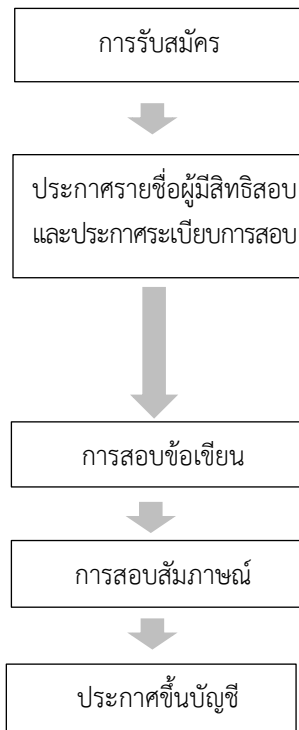 การรับสมัคร
ประกาศรายชื่อผู้มีสิทธิสอบ
และประกาศระเบียบการสอบ
การสอบข้อเขียน
การสอบสัมภาษณ์
ประกาศขึ้นบัญชี